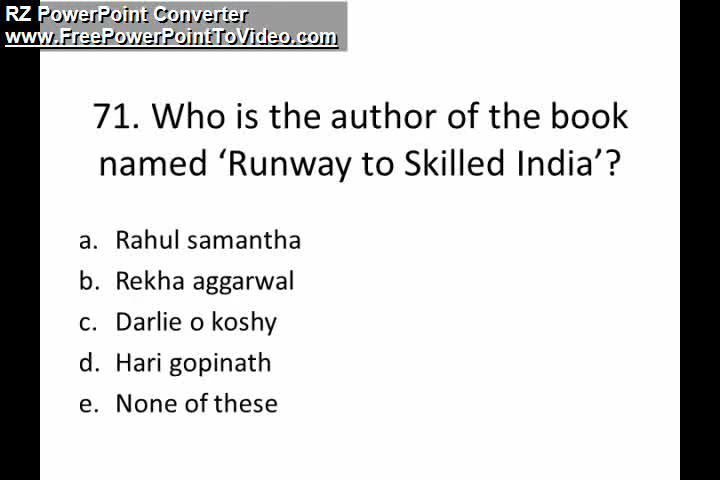 RZ PowerPoint Converter
www.FreePowerPointToVideo.com
71. Who is the author of the book
named ‘Runway to Skilled India’?
a. Rahul samantha
b. Rekha aggarwal
c. Darlie o koshy
d. Hari gopinath
e. None of these